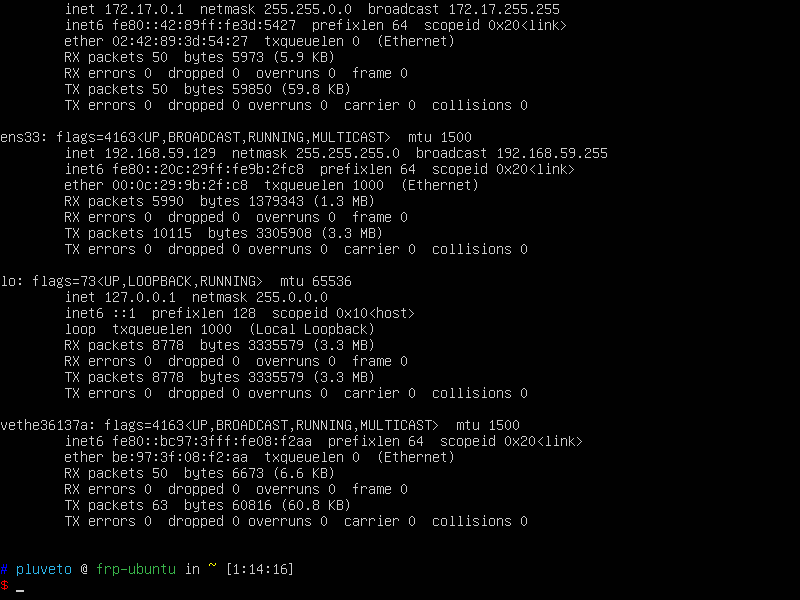 inet 172.17.0.1  netmask 255.255.0.0  broadcast 172.17.255.255
inet6 fe80::42:89ff:fe3d:5427  prefixlen 64  scopeid 0x20<link>
ether 02:42:89:3d:54:27  txqueuelen 0  (Ethernet)
RX packets 50  bytes 5973 (5.9 KB)
RX errors 0  dropped 0  overruns 0  frame 0
TX packets 50  bytes 59850 (59.8 KB)
TX errors 0  dropped 0 overruns 0  carrier 0  collisions 0
ens33: flags=4163<UP,BROADCAST,RUNNING,MULTICAST>  mtu 1500
inet 192.168.59.129  netmask 255.255.255.0  broadcast 192.168.59.255
inet6 fe80::20c:29ff:fe9b:2fc8  prefixlen 64  scopeid 0x20<link>
ether 00:0c:29:9b:2f:c8  txqueuelen 1000  (Ethernet)
RX packets 5990  bytes 1379343 (1.3 MB)
RX errors 0  dropped 0  overruns 0  frame 0
TX packets 10115  bytes 3305908 (3.3 MB)
TX errors 0  dropped 0 overruns 0  carrier 0  collisions 0
lo: flags=73<UP,LOOPBACK,RUNNING>  mtu 65536
inet 127.0.0.1  netmask 255.0.0.0
inet6 ::1  prefixlen 128  scopeid 0x10<host>
loop  txqueuelen 1000  (Local Loopback)
RX packets 8778  bytes 3335579 (3.3 MB)
RX errors 0  dropped 0  overruns 0  frame 0
TX packets 8778  bytes 3335579 (3.3 MB)
TX errors 0  dropped 0 overruns 0  carrier 0  collisions 0
vethe36137a: flags=4163<UP,BROADCAST,RUNNING,MULTICAST>  mtu 1500
inet6 fe80::bc97:3fff:fe08:f2aa  prefixlen 64  scopeid 0x20<link>
ether be:97:3f:08:f2:aa  txqueuelen 0  (Ethernet)
RX packets 50  bytes 6673 (6.6 KB)
RX errors 0  dropped 0  overruns 0  frame 0
TX packets 63  bytes 60816 (60.8 KB)
TX errors 0  dropped 0 overruns 0  carrier 0  collisions 0
# pluveto @ frp-ubuntu in ~ [1:14:16]
$ _